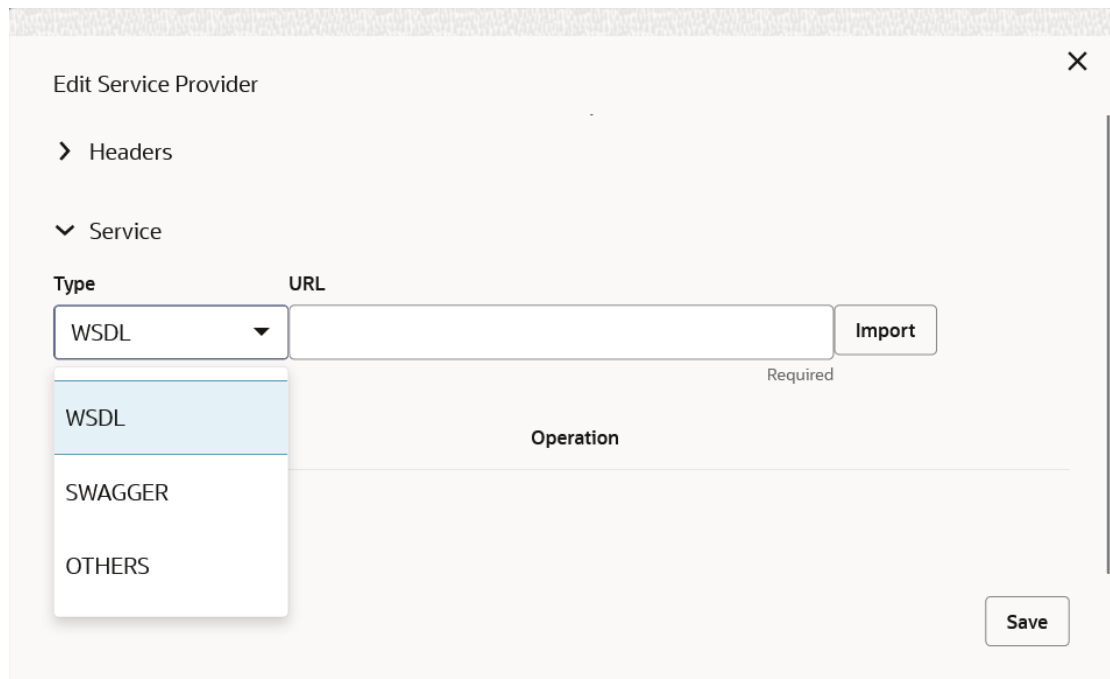 Edit Service Provider
Headers
Service
Type URL
WSDL Import
Required
WSDL
Operation
SWAGGER
OTHERS
Save